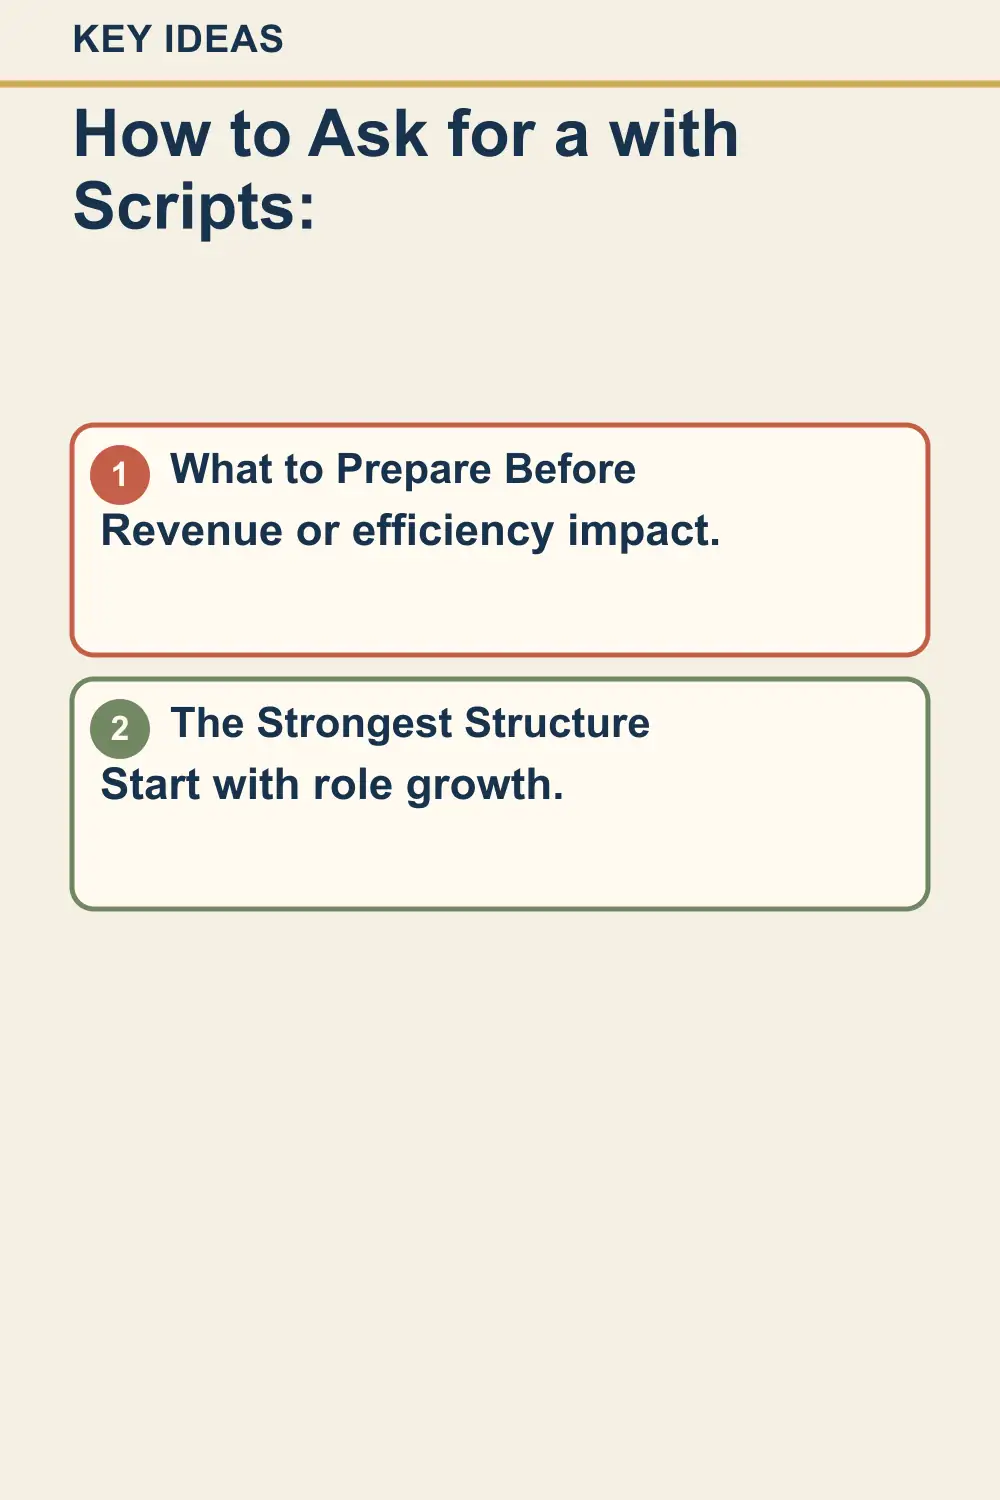 KEY IDEAS
How to Ask for a with
Scripts:
1 What to Prepare Before
Revenue or efficiency impact.
2 The Strongest Structure
Start with role growth.